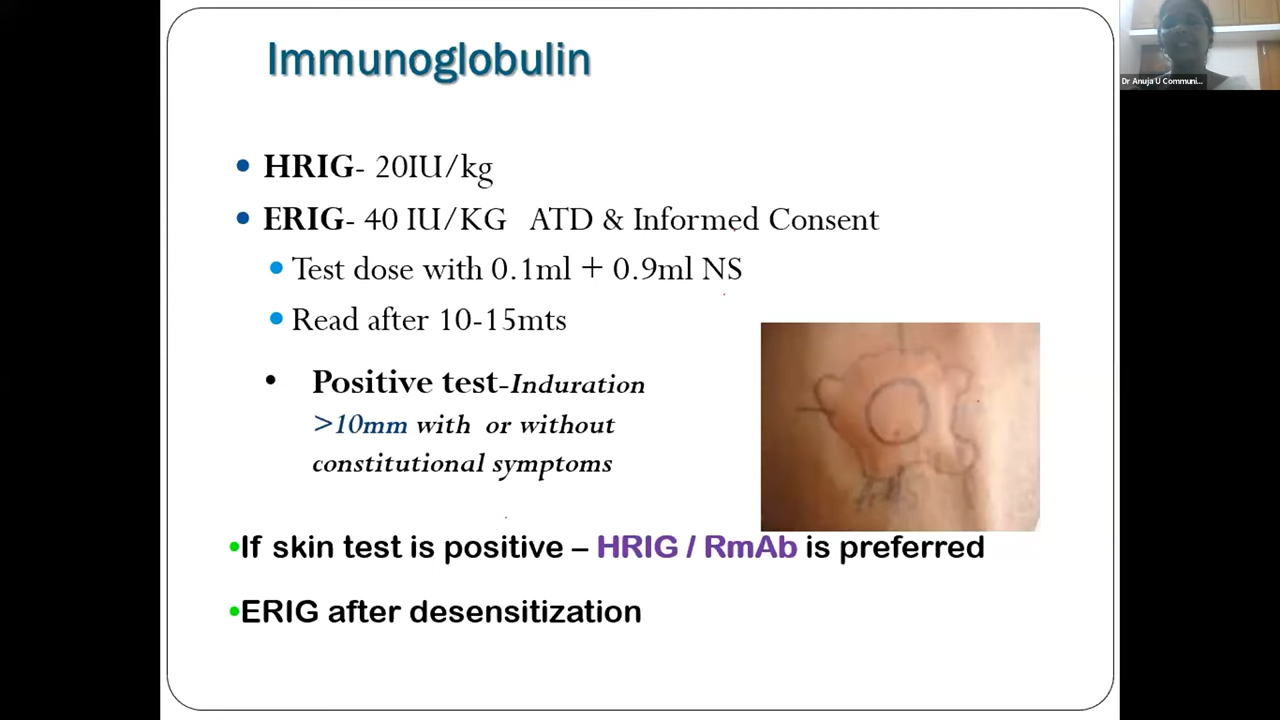 Immunoglobulin
Dr Anuja U Communi...
HRIG- 20IU/kg
ERIG- 40 IU/KG ATD & Informed Consent
Test dose with 0.1ml + 0.9ml NS
Read after 10-15mts
Positive test-Induration
>10mm with or without
constitutional symptoms
If skin test is positive – HRIG / RmAb is preferred
ERIG after desensitization